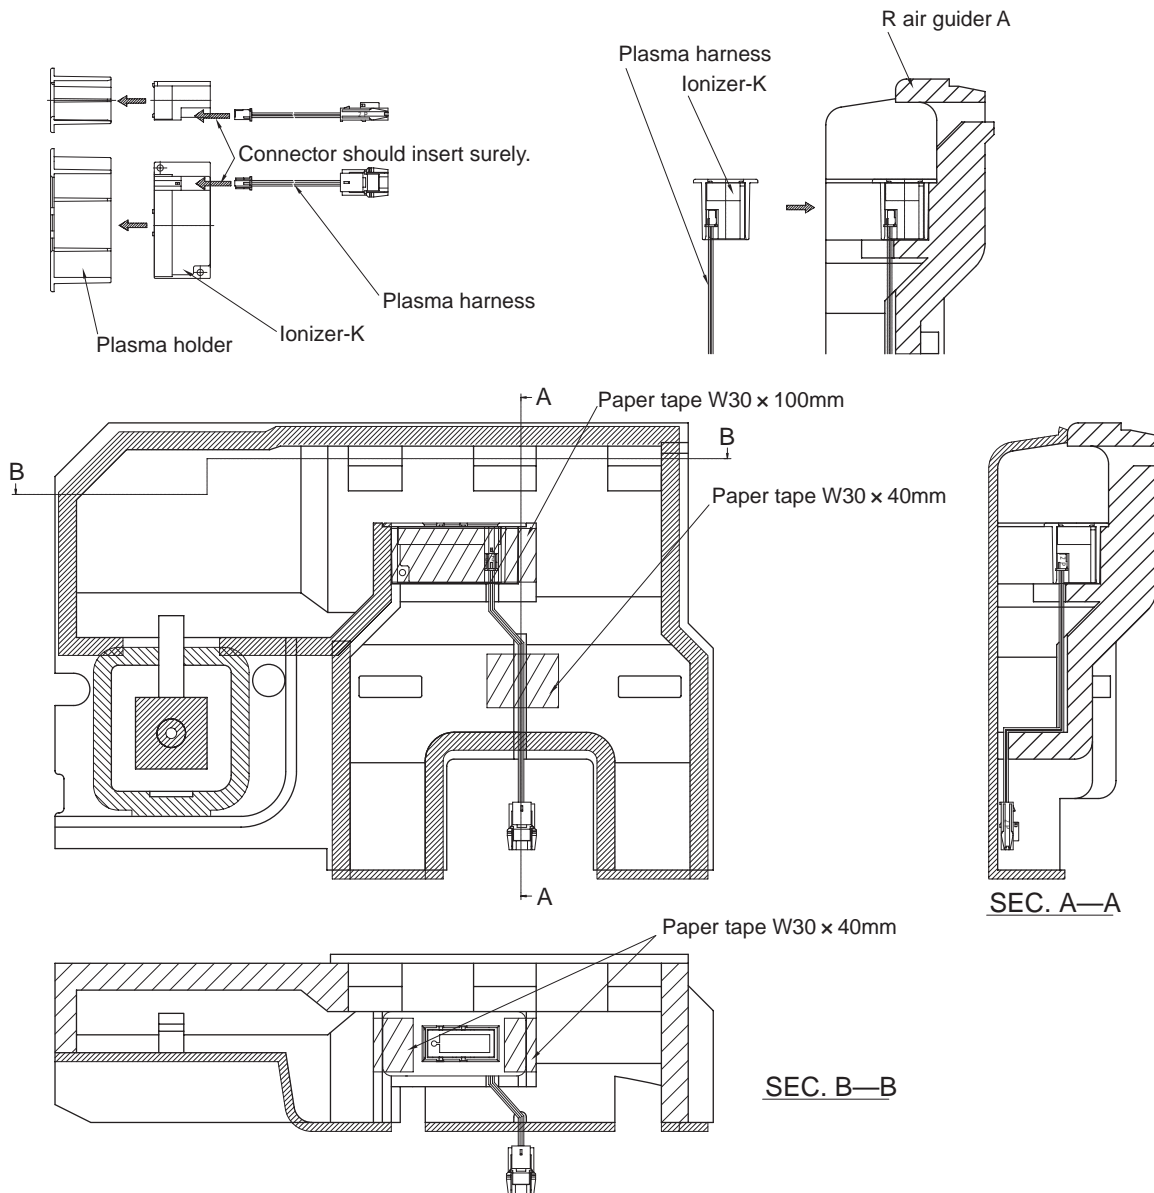 R air guider A
Plasma harness
Ionizer-K
Connector should insert surely.
Plasma harness
Ionizer-K
Plasma holder
A
Paper tape W30 × 100mm
B
B
Paper tape W30 × 40mm
A
SEC. A—A
Paper tape W30 × 40mm
SEC. B—B